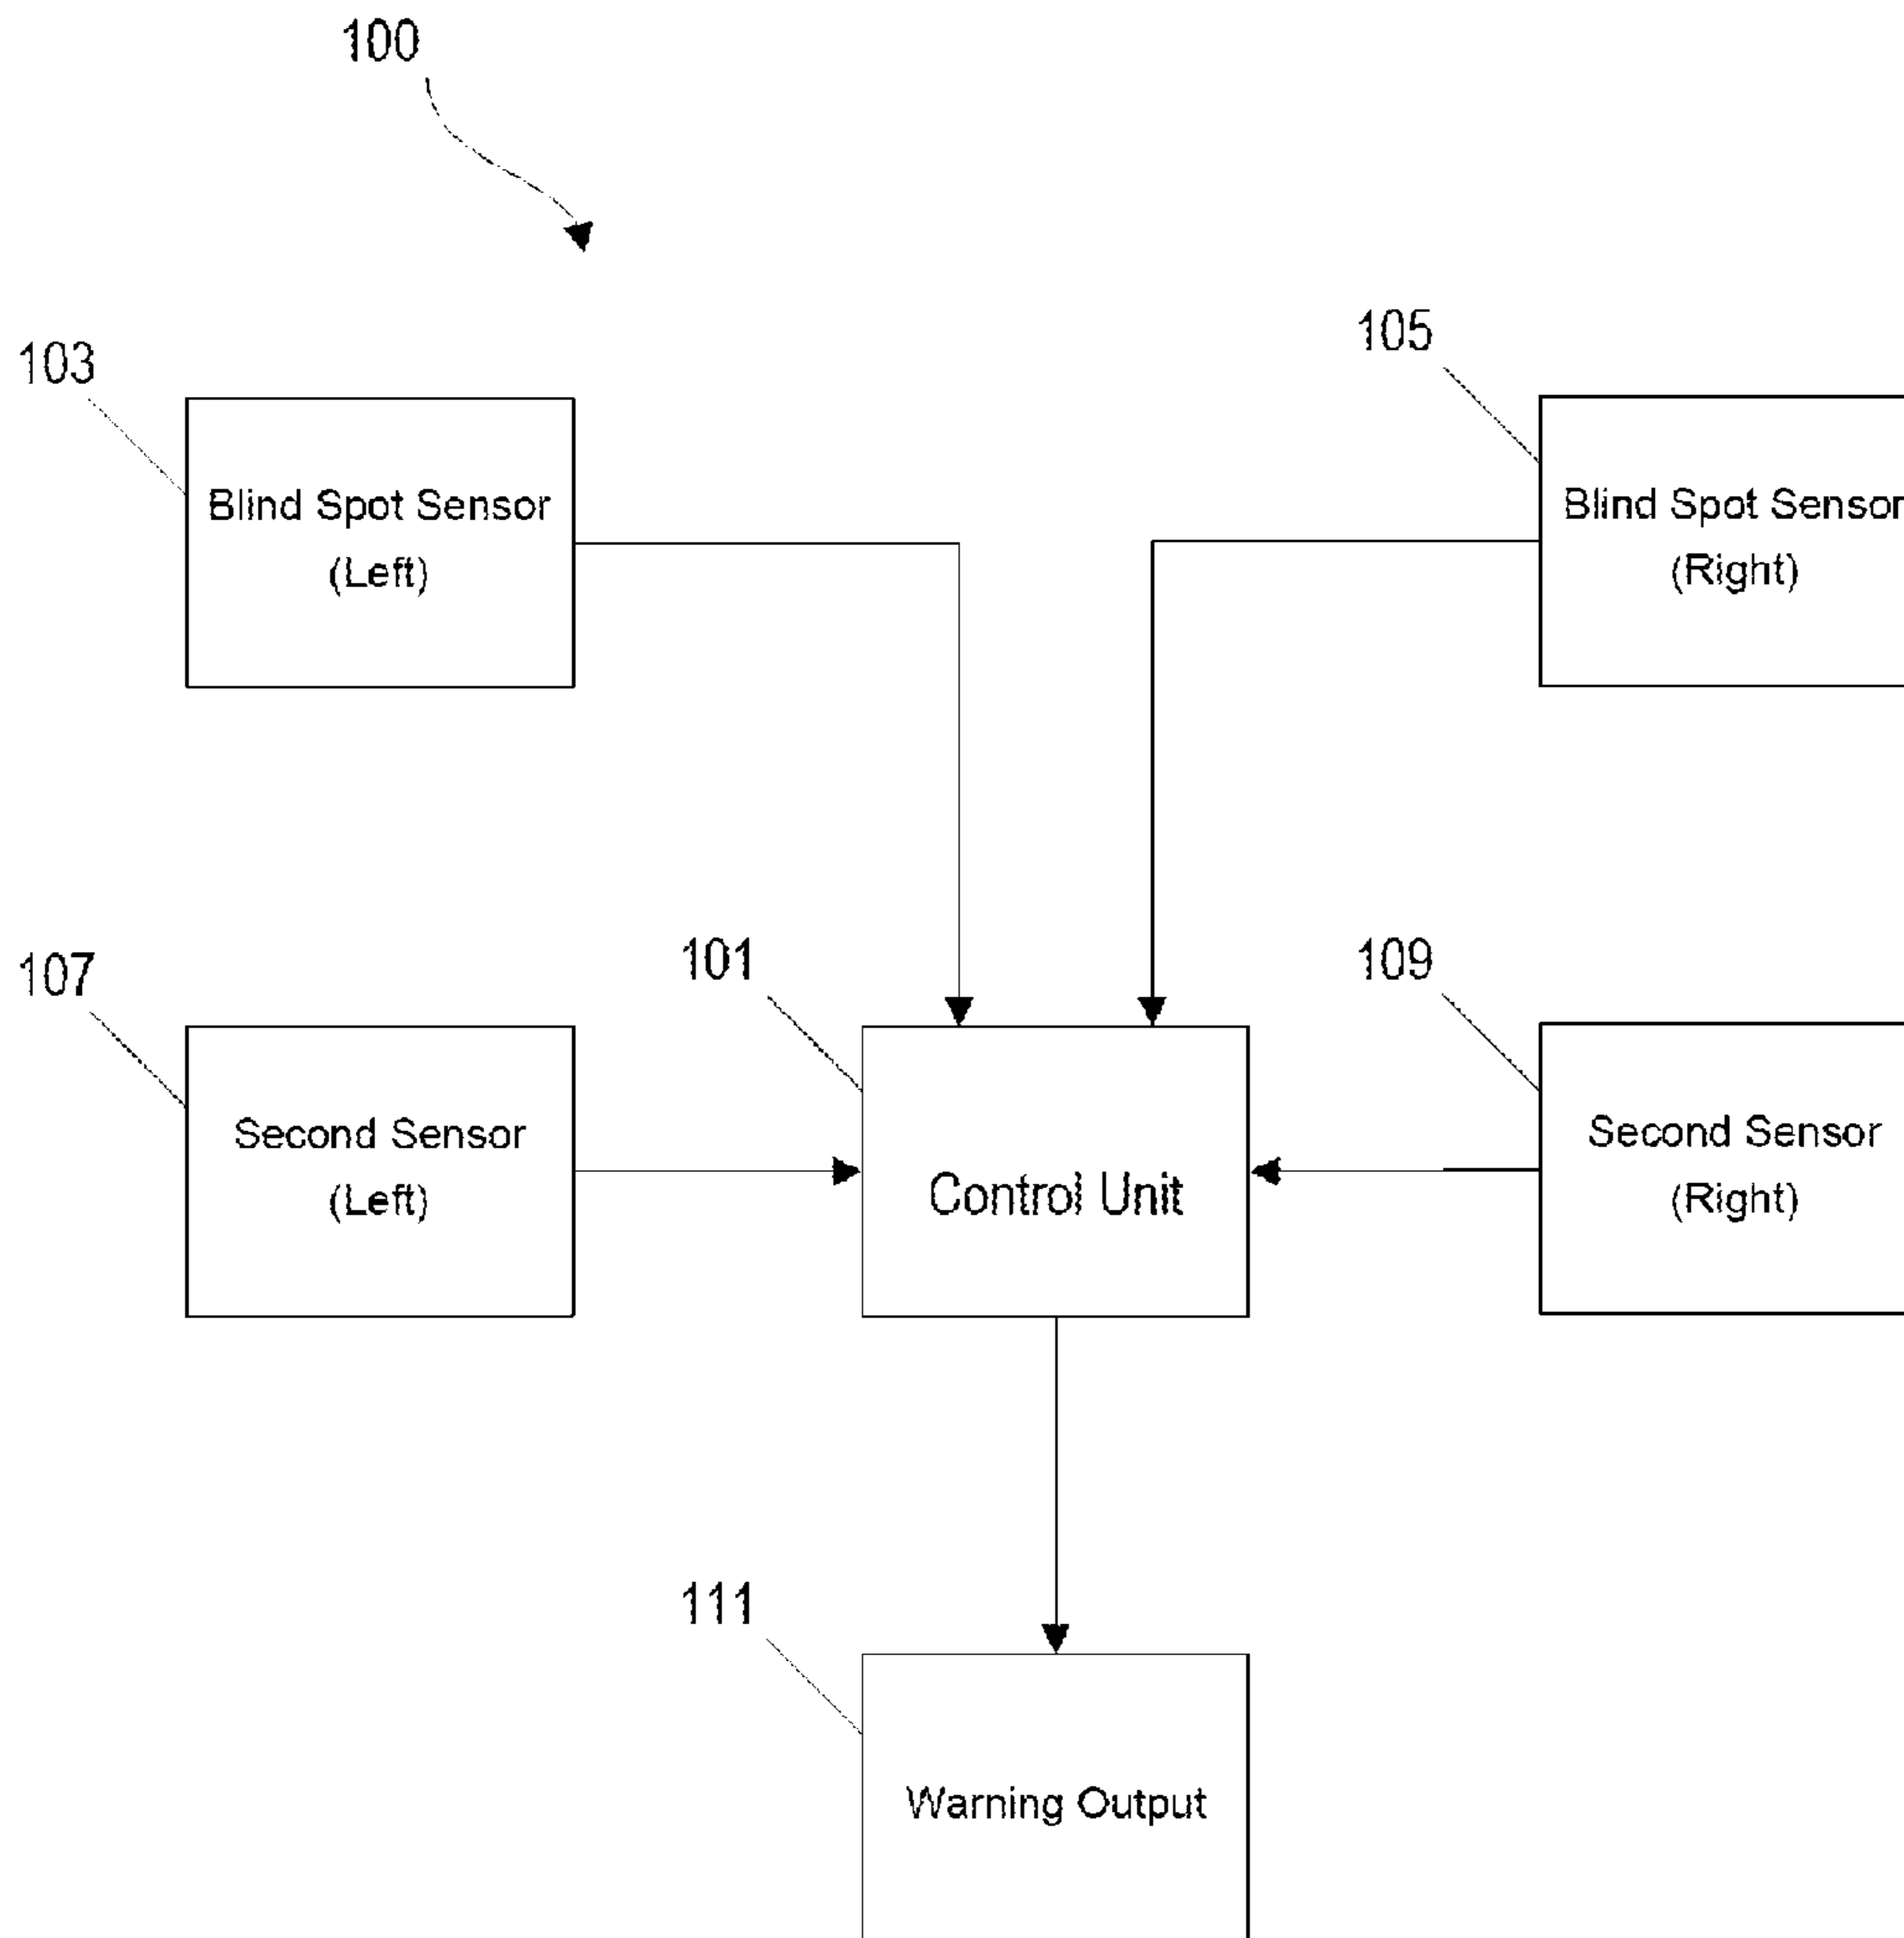 100
103
105
Blind Spot Sensor
(Left)
Blind Spot Sensor
(Right)
107
101
109
Second Sensor
(Left)
Control Unit
Second Sensor
(Right)
111
Warning Output